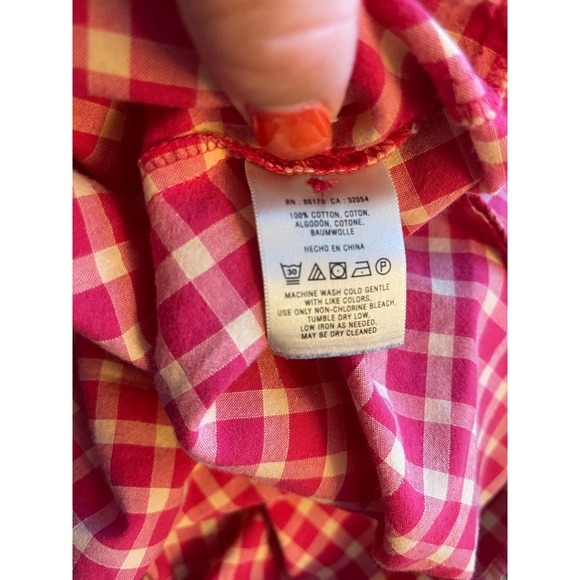 RN : 66170 CA : 32054
100% COTTON, COTON,
ALGODÓN, COTONE,
BAUMWOLLE
HECHO EN CHINA
30 P
MACHINE WASH COLD GENTLE
WITH LIKE COLORS,
USE ONLY NON-CHLORINE BLEACH,
TUMBLE DRY LOW,
LOW IRON AS NEEDED,
MAY BE DRY CLEANED